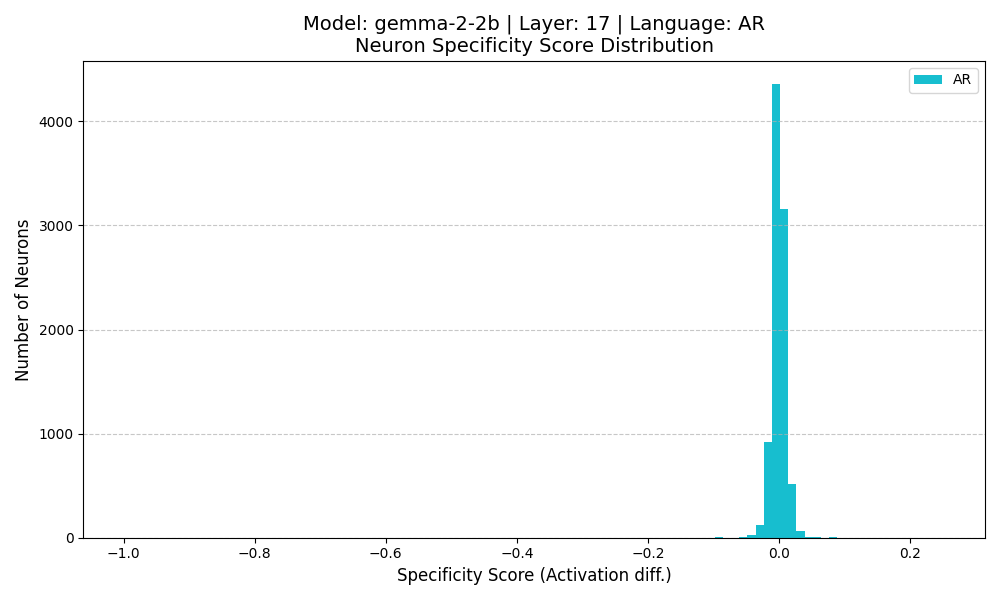 Model: gemma-2-2b | Layer: 17 | Language: AR
Neuron Specificity Score Distribution
AR
Number of Neurons
4000
3000
2000
1000
0
−1.0 −0.8 −0.6 −0.4 −0.2 0.0 0.2
Specificity Score (Activation diff.)